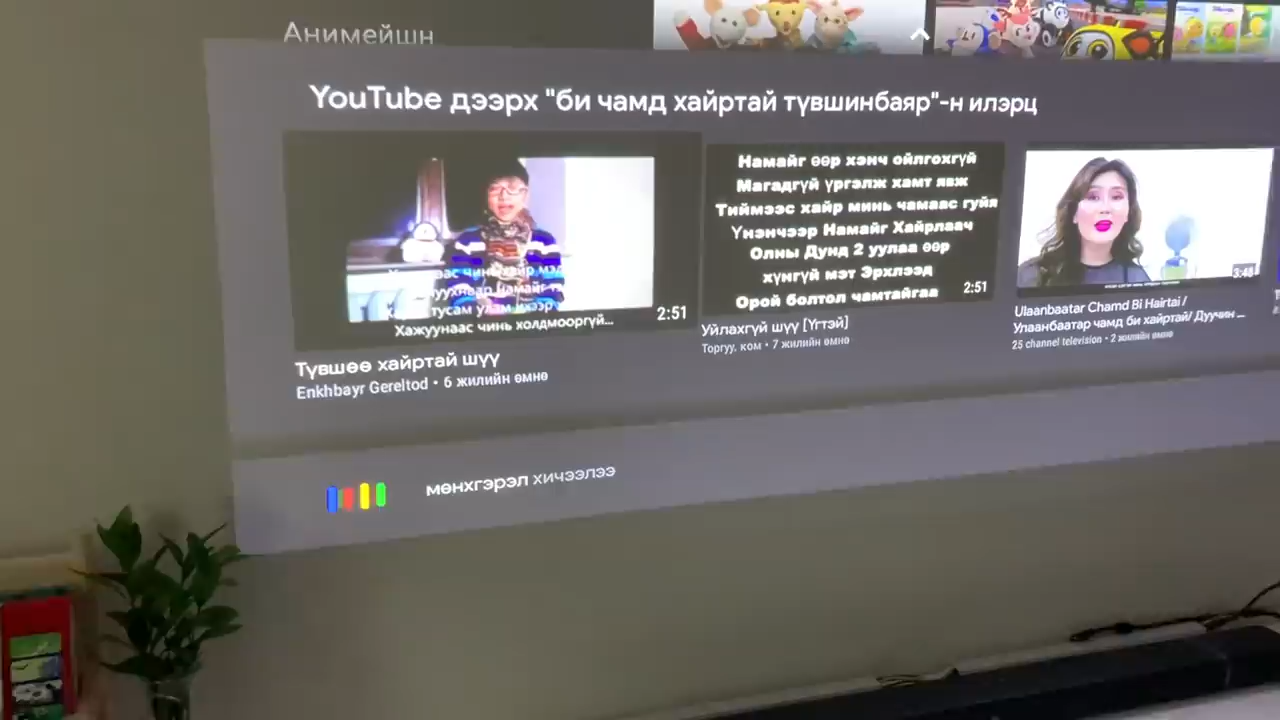 Анимейшн
YouTube дээрх "би чамд хайртай түвшинбаяр"-н илэрц
Хажуунаас чинь холдмооргүй...
2:51
Түвшөө хайртай шүү
Enkhbayr Gereltod • 6 жилийн өмнө
Намайг өөр хэнч ойлгохгүй
Магадгүй үргэлж хамт явж
Тиймээс хайр минь чамаас гуйя
Үнэнчээр Намайг Хайрлаач
Олны Дунд 2 уулаа өөр
хүнгүй мэт Эрхлээд
Орой болтол чамтайгаа
2:51
Уйлахгүй шүү [Үгтэй]
Торгуу. ком • 7 жилийн өмнө
3:48
Ulaanbaatar Chamd Bi Hairtai /
Улаанбаатар чамд би хайртай/ Дуучин ...
25 channel television • 2 жилийн өмнө
мөнхгэрэл хичээлээ